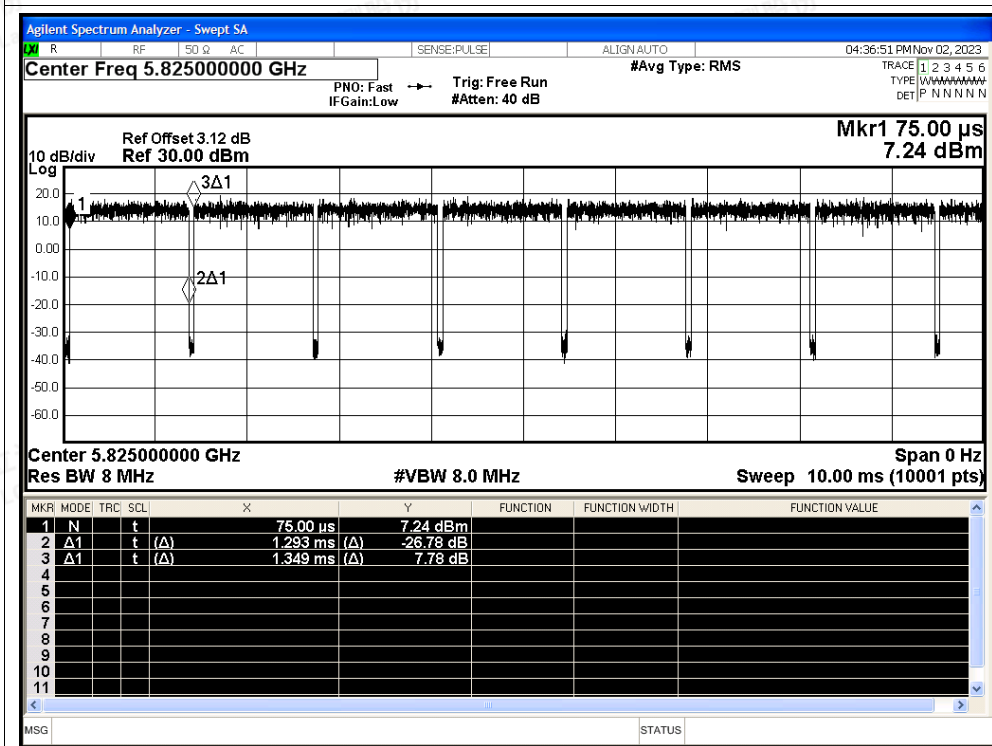 Agilent Spectrum Analyzer - Swept SA
LXI R RF 50 Ω AC SENSE:PULSE ALIGN AUTO 04:36:51 PM Nov 02, 2023
Center Freq 5.825000000 GHz
#Avg Type: RMS
TRACE 1 2 3 4 5 6
PNO: Fast Trig: Free Run
TYPE W
IFGain:Low #Atten: 40 dB
DET P N N N N N
Mkr1 75.00 µs
7.24 dBm
Ref Offset 3.12 dB
10 dB/div Ref 30.00 dBm
Log
3Δ1
20.0
1
10.0
0.00
2Δ1
-10.0
-20.0
-30.0
-40.0
-50.0
-60.0
Center 5.825000000 GHz Span 0 Hz
Res BW 8 MHz #VBW 8.0 MHz Sweep 10.00 ms (10001 pts)
MKR MODE TRC SCL X Y FUNCTION FUNCTION WIDTH FUNCTION VALUE
1 N t 75.00 µs 7.24 dBm
2 Δ1 t (Δ) 1.293 ms (Δ) -26.78 dB
3 Δ1 t (Δ) 1.349 ms (Δ) 7.78 dB
4
5
6
7
8
9
10
11
MSG STATUS